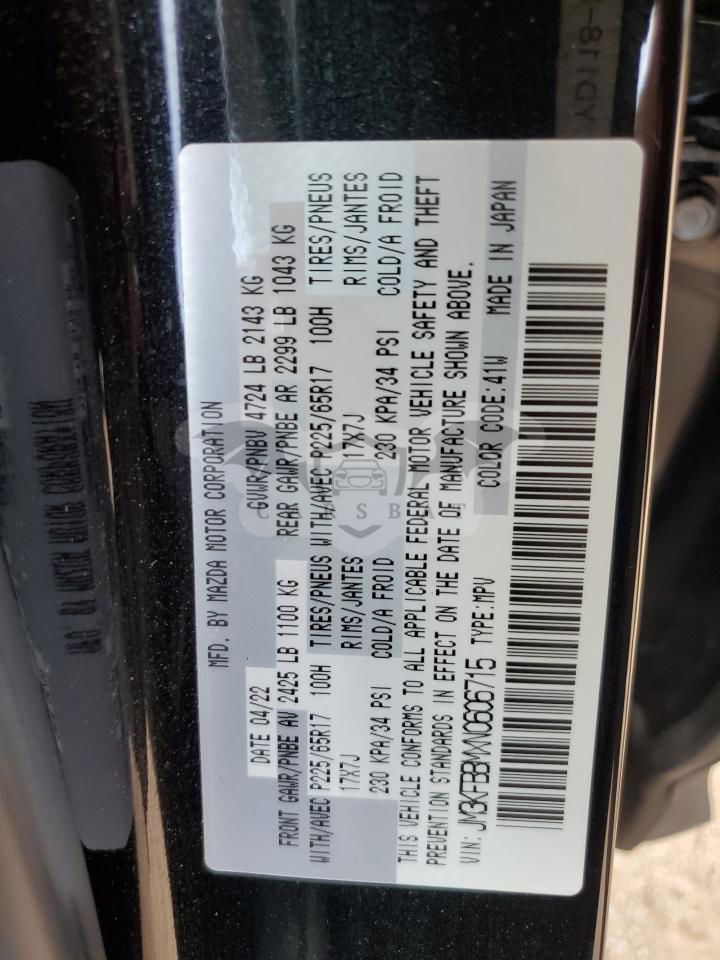 MFD. BY MAZDA MOTOR CORPORATION
DATE 04/22 GVWR/PNBV 4724 LB 2143 KG
FRONT GAWR/PNBE AV 2425 LB 1100 KG REAR GAWR/PNBE AR 2299 LB 1043 KG
WITH/AVEC P225/65R17 100H TIRES/PNEUS WITH/AVEC P225/65R17 100H TIRES/PNEUS
17X7J RIMS/JANTES 17X7J RIMS/JANTES
230 KPA/34 PSI COLD/A FROID 230 KPA/34 PSI COLD/A FROID
THIS VEHICLE CONFORMS TO ALL APPLICABLE FEDERAL MOTOR VEHICLE SAFETY AND THEFT
PREVENTION STANDARDS IN EFFECT ON THE DATE OF MANUFACTURE SHOWN ABOVE.
VIN: TYPE:MPV COLOR CODE:41W MADE IN JAPAN